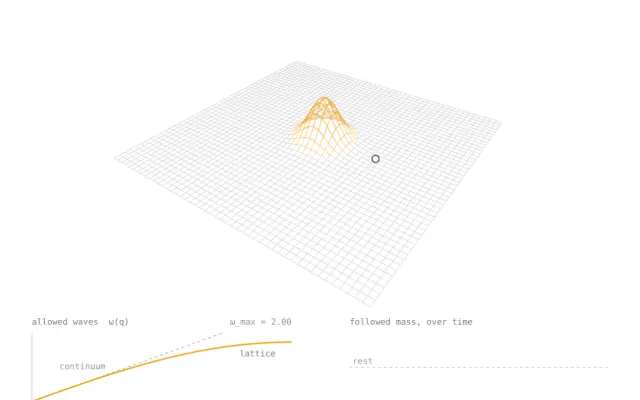 allowed waves ω(q)
ω_max = 2.00
followed mass, over time
continuum
lattice
rest